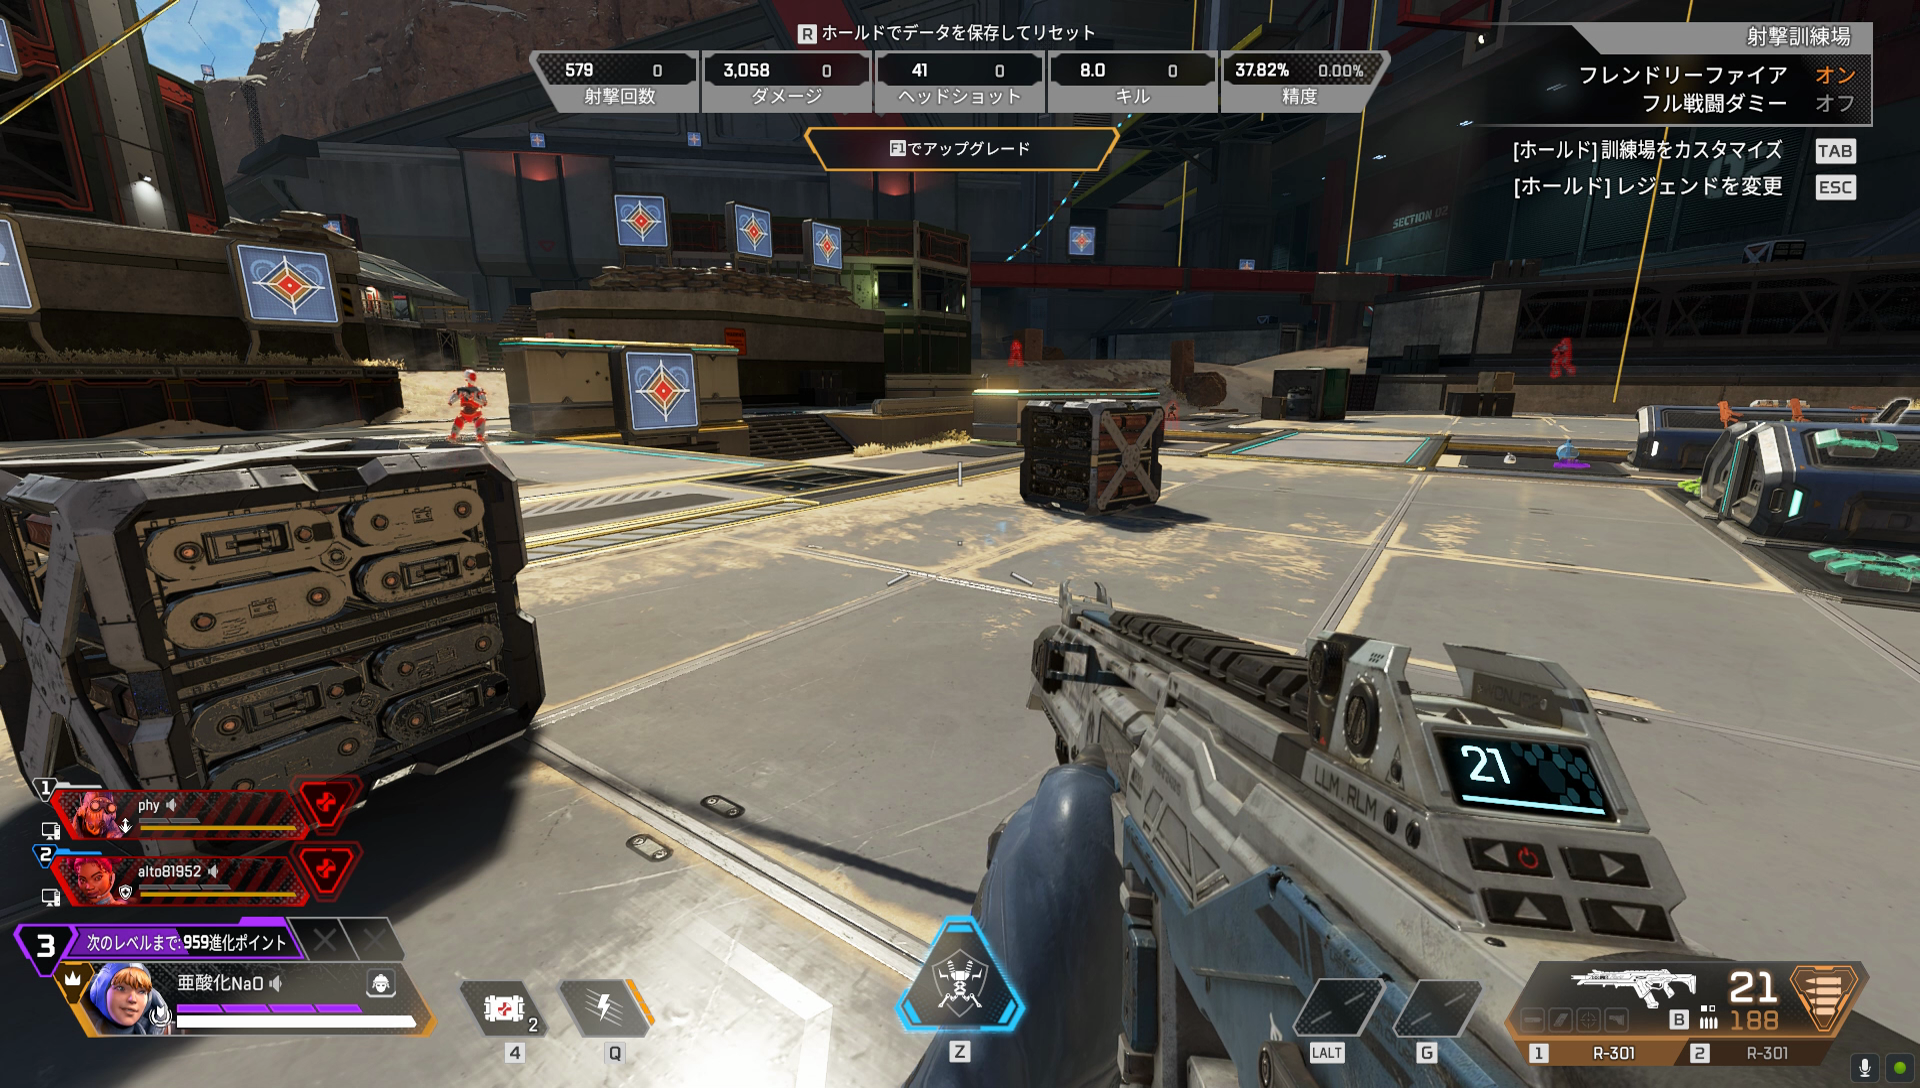 R ホールドでデータを保存してリセット
579 0 3,058 0 41 0 8.0 0 37.82% 0.00%
射撃回数 ダメージ ヘッドショット キル 精度
F1でアップグレード
射撃訓練場
フレンドリーファイア オン
フル戦闘ダミー オフ
[ホールド]訓練場をカスタマイズ TAB
[ホールド]レジェンドを変更 ESC
SECTION 02
21
LLM.RLM
1
phy
2
alto81952
3 次のレベルまで:959進化ポイント
亜酸化NaO
2
4 Q Z LALT G
21
B 188
1 R-301 2 R-301